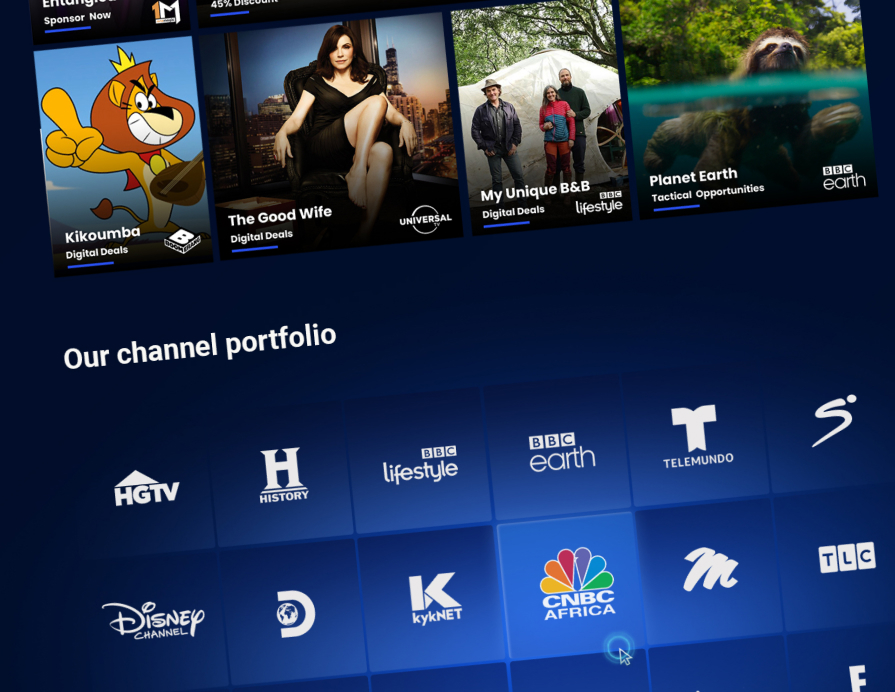 Sponsor Now
1M
45% Discount
Kikoumba
Digital Deals
BOOMERANG
The Good Wife
Digital Deals
UNIVERSAL
TV
My Unique B&B
Digital Deals
BBC
lifestyle
Planet Earth
Tactical Opportunities
BBC
earth
Our channel portfolio
HGTV
H
HISTORY
BBC
lifestyle
BBC
earth
T
TELEMUNDO
S
Disney
CHANNEL
D
K
kykNET
CNBC
AFRICA
M
TLC